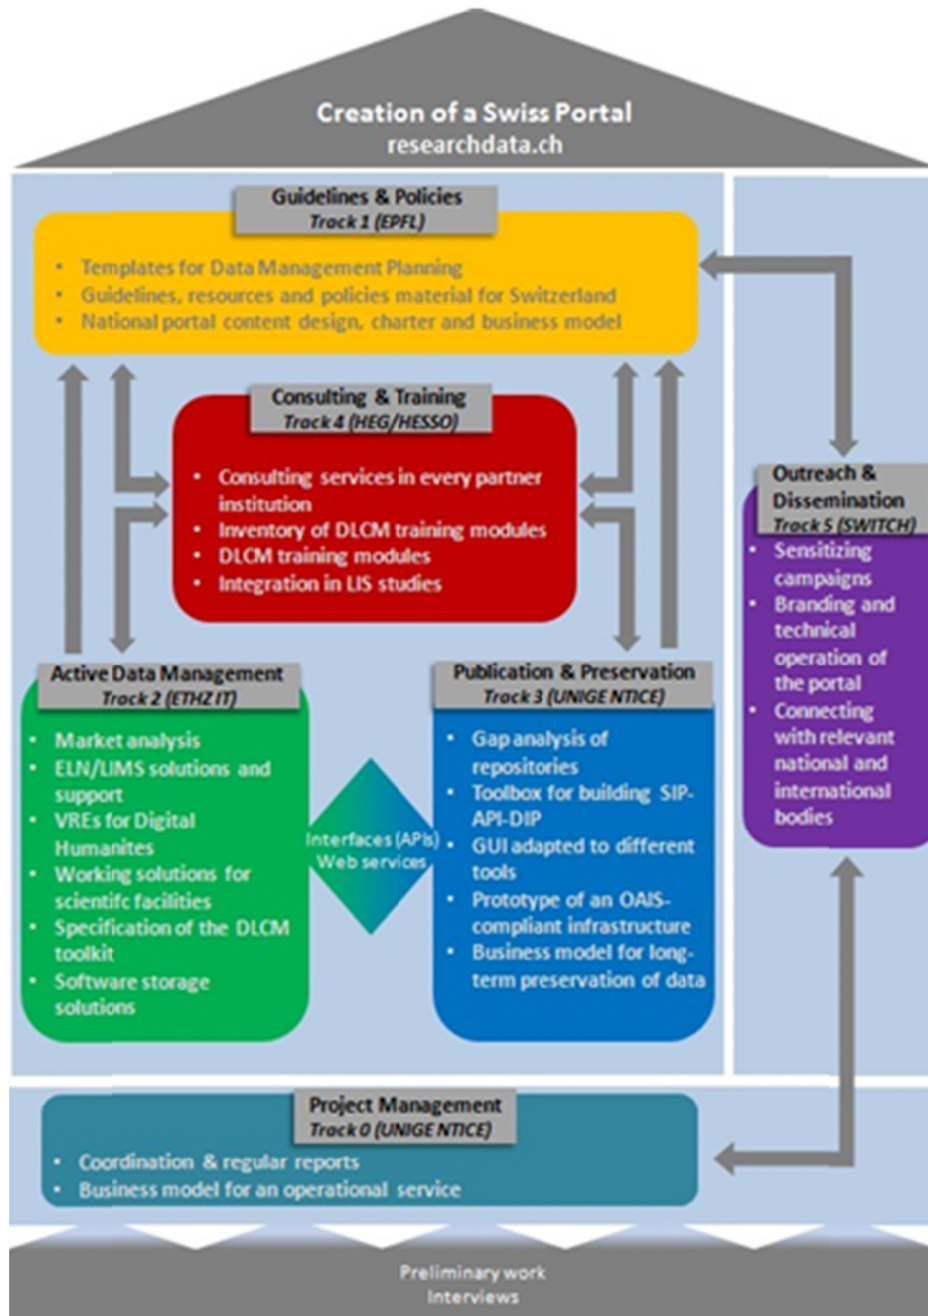 Creation of a Swiss Portal
researchdata.ch
Guidelines & Policies
Track 1 (EPFL)
• Templates for Data Management Planning
• Guidelines, resources and policies material for Switzerland
• National portal content design, charter and business model
Consulting & Training
Track 4 (HEG/HESSO)
• Consulting services in every partner
institution
• Inventory of DLCM training modules
• DLCM training modules
• Integration in LIS studies
Outreach &
Dissemination
Track 5 (SWITCH)
• Sensitizing
campaigns
• Branding and
technical
operation of
the portal
• Connecting
with relevant
national and
international
bodies
Active Data Management
Track 2 (ETHZ IT)
• Market analysis
• ELN/LIMS solutions and
support
• VREs for Digital
Humanites
• Working solutions for
scientifc facilities
• Specification of the DLCM
toolkit
• Software storage
solutions
Interfaces (APIs)
Web services
Publication & Preservation
Track 3 (UNIGE NTICE)
• Gap analysis of
repositories
• Toolbox for building SIP-
API-DIP
• GUI adapted to different
tools
• Prototype of an OAIS-
compliant infrastructure
• Business model for long-
term preservation of data
Project Management
Track 0 (UNIGE NTICE)
• Coordination & regular reports
• Business model for an operational service
Preliminary work
Interviews